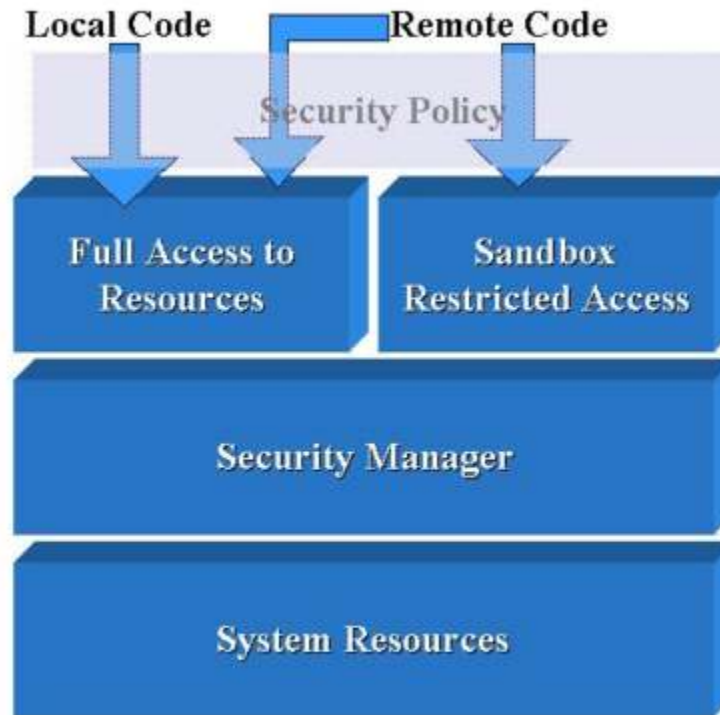 Local Code
Remote Code
Security Policy
Full Access to
Resources
Sandbox
Restricted Access
Security Manager
System Resources